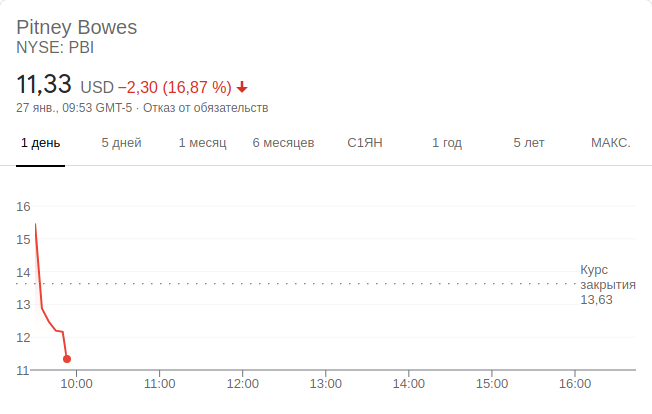 Pitney Bowes
NYSE: PBI
11,33 USD −2,30 (16,87 %)
27 янв., 09:53 GMT-5 · Отказ от обязательств
1 день 5 дней 1 месяц 6 месяцев С1ЯН 1 год 5 лет МАКС.
16
15
14
13
12
11
Курс
закрытия
13,63
10:00 11:00 12:00 13:00 14:00 15:00 16:00